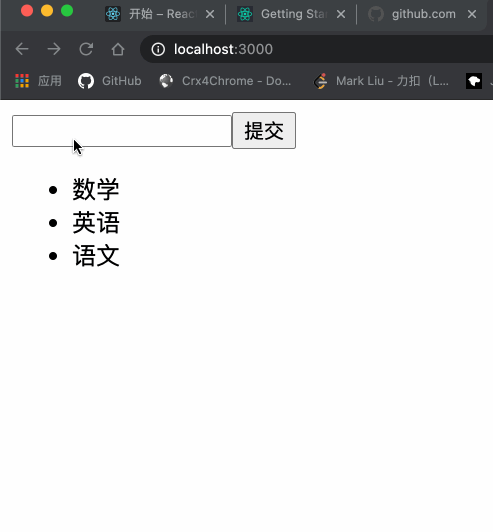 开始 – Reac
Getting Star
github.com
localhost:3000
应用
GitHub
Crx4Chrome - Do...
Mark Liu - 力扣（L...
提交
数学
英语
语文